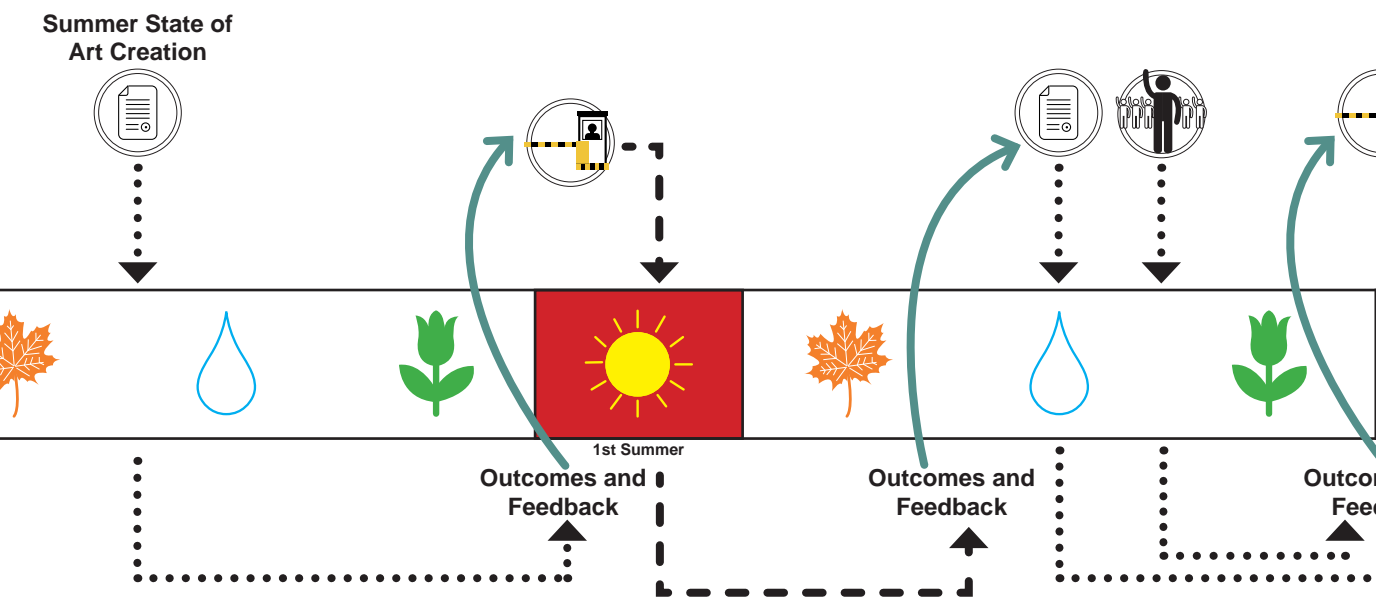 Summer State of
Art Creation
1st Summer
Outcomes and
Feedback
Outcomes and
Feedback